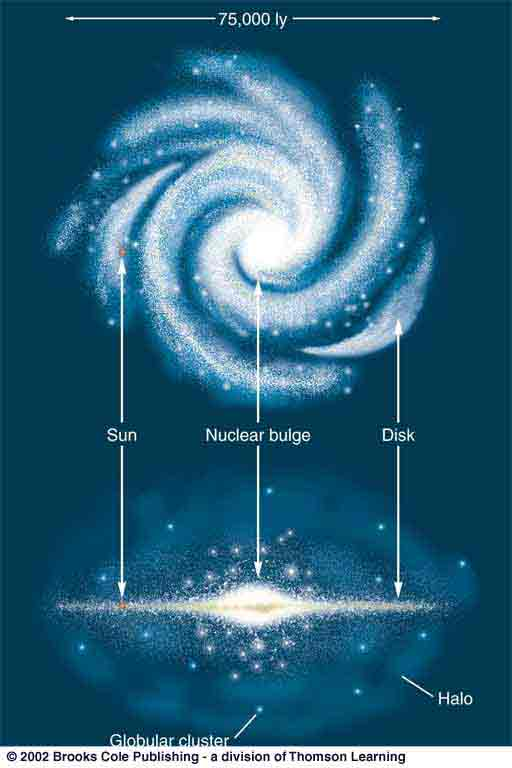 75,000 ly
Sun
Nuclear bulge
Disk
Halo
Globular cluster
© 2002 Brooks Cole Publishing - a division of Thomson Learning